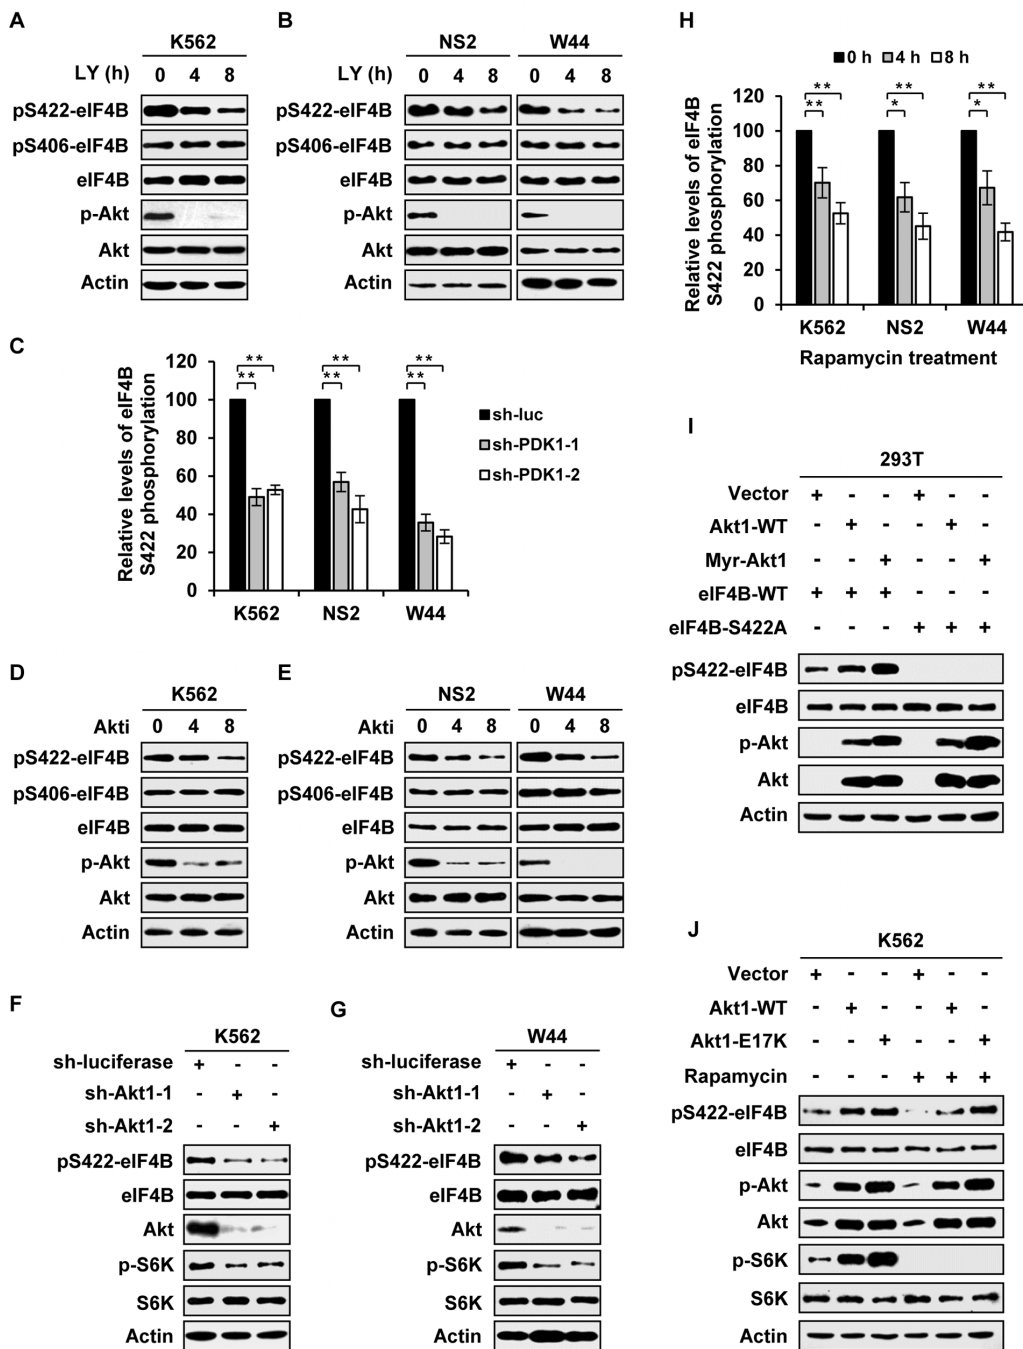 A
K562
LY (h) 0 4 8
pS422-eIF4B
pS406-eIF4B
eIF4B
p-Akt
Akt
Actin
B
NS2 W44
LY (h) 0 4 8 0 4 8
pS422-eIF4B
pS406-eIF4B
eIF4B
p-Akt
Akt
Actin
C
Relative levels of eIF4B
S422 phosphorylation
120
100
80
60
40
20
0
** ** ** ** ** **
K562 NS2 W44
sh-luc
sh-PDK1-1
sh-PDK1-2
D
K562
Akti 0 4 8
pS422-eIF4B
pS406-eIF4B
eIF4B
p-Akt
Akt
Actin
E
NS2 W44
Akti 0 4 8 0 4 8
pS422-eIF4B
pS406-eIF4B
eIF4B
p-Akt
Akt
Actin
F
K562
sh-luciferase + - -
sh-Akt1-1 - + -
sh-Akt1-2 - - +
pS422-eIF4B
eIF4B
Akt
p-S6K
S6K
Actin
G
W44
sh-luciferase + - -
sh-Akt1-1 - + -
sh-Akt1-2 - - +
pS422-eIF4B
eIF4B
Akt
p-S6K
S6K
Actin
H
0 h 4 h 8 h
Relative levels of eIF4B
S422 phosphorylation
120
100
80
60
40
20
0
** ** **
** * *
K562 NS2 W44
Rapamycin treatment
I
293T
Vector + - - + - -
Akt1-WT - + - - + -
Myr-Akt1 - - + - - +
eIF4B-WT + + + - - -
eIF4B-S422A - - - + + +
pS422-eIF4B
eIF4B
p-Akt
Akt
Actin
J
K562
Vector + - - + - -
Akt1-WT - + - - + -
Akt1-E17K - - + - - +
Rapamycin - - - + + +
pS422-eIF4B
eIF4B
p-Akt
Akt
p-S6K
S6K
Actin